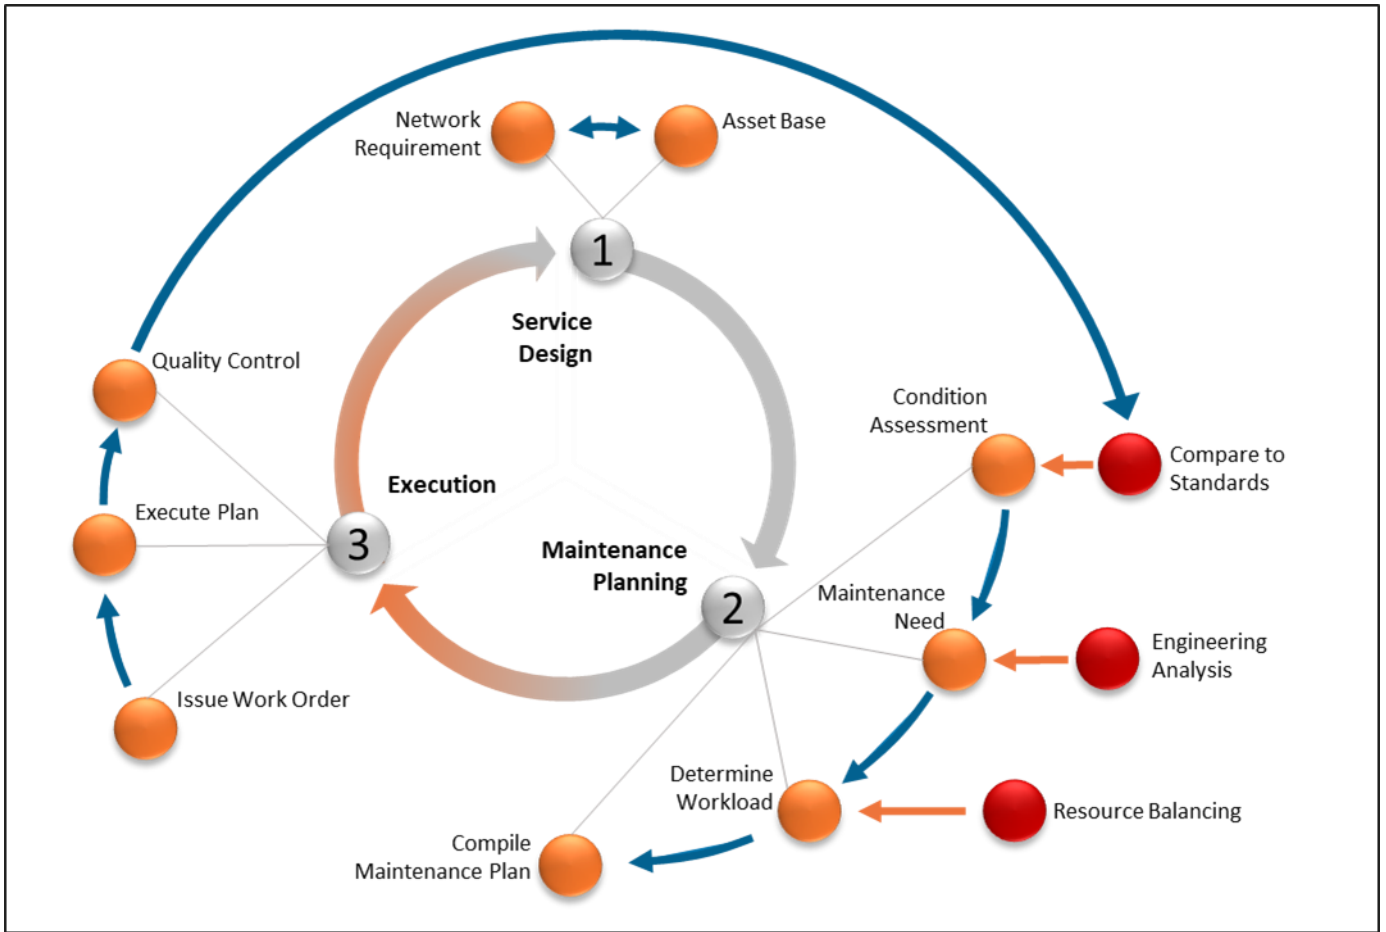 Network
Requirement
Asset Base
1
Service
Design
Quality Control
Condition
Assessment
Compare to
Standards
Execution
Execute Plan
3
Maintenance
Planning
2
Maintenance
Need
Engineering
Analysis
Issue Work Order
Determine
Workload
Resource Balancing
Compile
Maintenance Plan